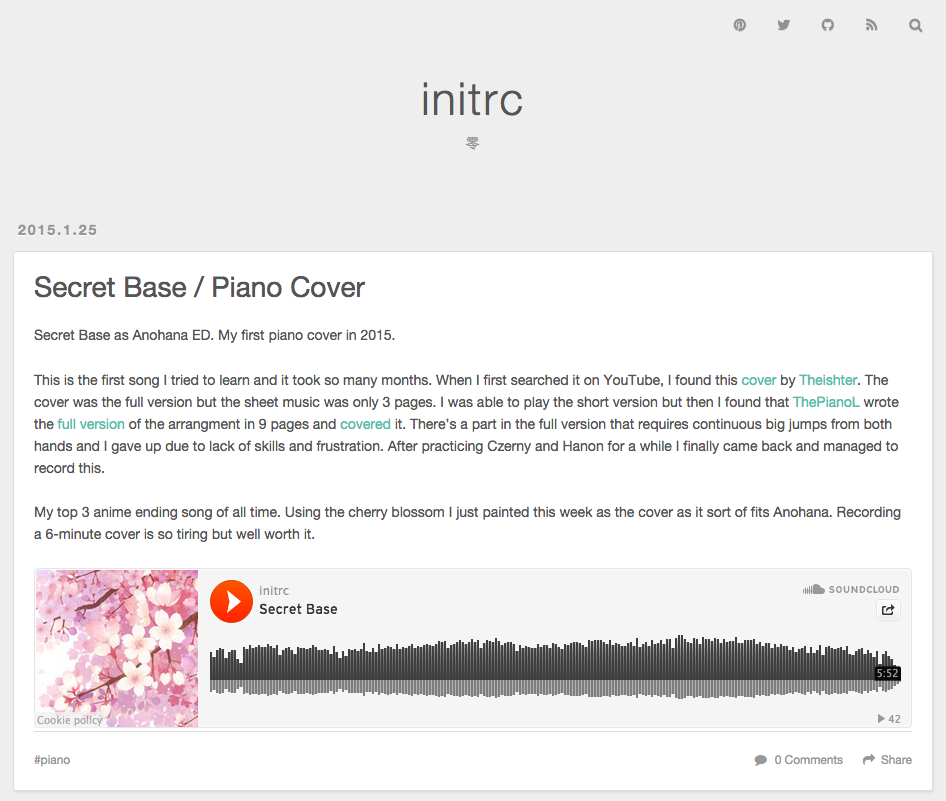 initrc
零
2015.1.25
Secret Base / Piano Cover
Secret Base as Anohana ED. My first piano cover in 2015.
This is the first song I tried to learn and it took so many months. When I first searched it on YouTube, I found this cover by Theishter. The
cover was the full version but the sheet music was only 3 pages. I was able to play the short version but then I found that ThePianoL wrote
the full version of the arrangment in 9 pages and covered it. There's a part in the full version that requires continuous big jumps from both
hands and I gave up due to lack of skills and frustration. After practicing Czerny and Hanon for a while I finally came back and managed to
record this.
My top 3 anime ending song of all time. Using the cherry blossom I just painted this week as the cover as it sort of fits Anohana. Recording
a 6-minute cover is so tiring but well worth it.
initrc
SOUNDCLOUD
Secret Base
5:52
Cookie policy
42
#piano
0 Comments
Share